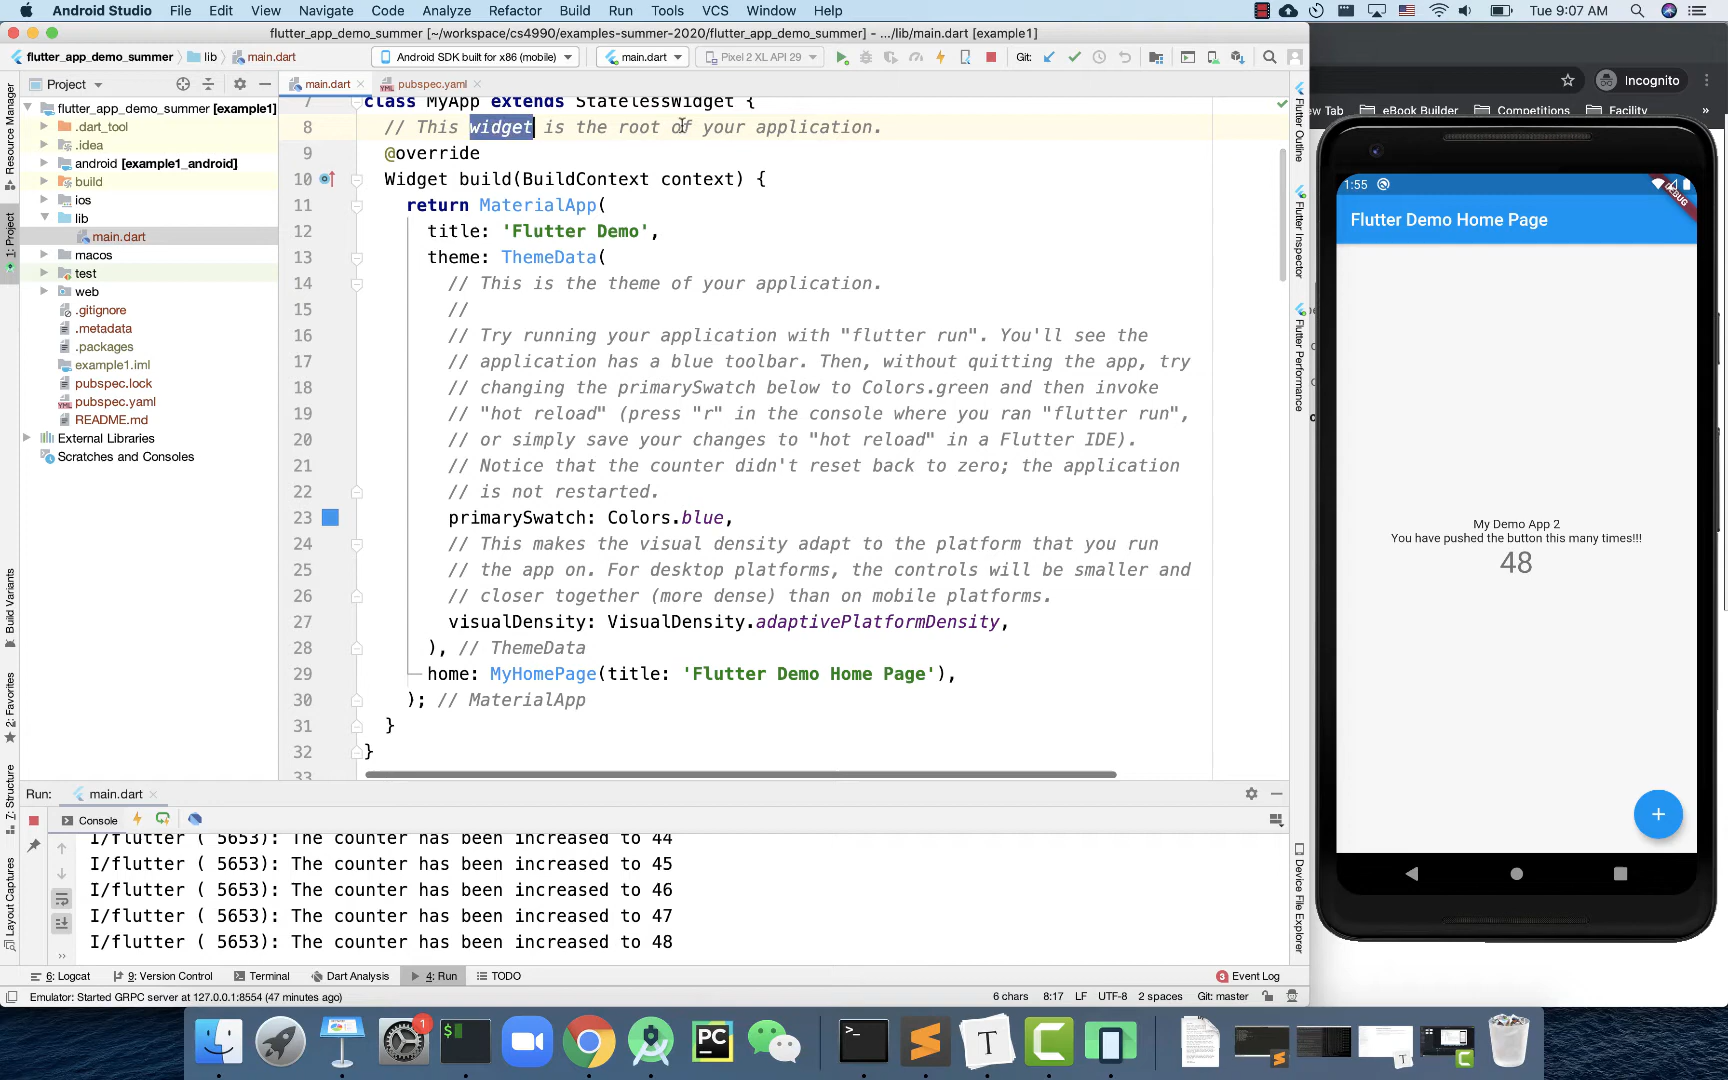 Android Studio File Edit View Navigate Code Analyze Refactor Build Run Tools VCS Window Help Tue 9:07 AM
flutter_app_demo_summer [~/workspace/cs4990/examples-summer-2020/flutter_app_demo_summer] - .../lib/main.dart [example1]
flutter_app_demo_summer lib main.dart Android SDK built for x86 (mobile) main.dart Pixel 2 XL API 29 Git:
Incognito
Project main.dart pubspec.yaml
eBook Builder Competitions Facility »
flutter_app_demo_summer [example1]
.dart_tool
.idea
android [example1_android]
build
ios
lib
main.dart
macos
test
web
.gitignore
.metadata
.packages
example1.iml
pubspec.lock
pubspec.yaml
README.md
External Libraries
Scratches and Consoles
Resource Manager
1: Project
Build Variants
2: Favorites
7: Structure
Layout Captures
7 class MyApp extends StatelessWidget {
8 // This widget is the root of your application.
9 @override
10 Widget build(BuildContext context) {
11 return MaterialApp(
12 title: 'Flutter Demo',
13 theme: ThemeData(
14 // This is the theme of your application.
15 //
16 // Try running your application with "flutter run". You'll see the
17 // application has a blue toolbar. Then, without quitting the app, try
18 // changing the primarySwatch below to Colors.green and then invoke
19 // "hot reload" (press "r" in the console where you ran "flutter run",
20 // or simply save your changes to "hot reload" in a Flutter IDE).
21 // Notice that the counter didn't reset back to zero; the application
22 // is not restarted.
23 primarySwatch: Colors.blue,
24 // This makes the visual density adapt to the platform that you run
25 // the app on. For desktop platforms, the controls will be smaller and
26 // closer together (more dense) than on mobile platforms.
27 visualDensity: VisualDensity.adaptivePlatformDensity,
28 ), // ThemeData
29 home: MyHomePage(title: 'Flutter Demo Home Page'),
30 ); // MaterialApp
31 }
32 }
33
Flutter Outline
Flutter Inspector
Flutter Performance
Device File Explorer
1:55
DEBUG
Flutter Demo Home Page
My Demo App 2
You have pushed the button this many times!!!
48
+
Run: main.dart
Console
I/flutter ( 5653): The counter has been increased to 44
I/flutter ( 5653): The counter has been increased to 45
I/flutter ( 5653): The counter has been increased to 46
I/flutter ( 5653): The counter has been increased to 47
I/flutter ( 5653): The counter has been increased to 48
»
6: Logcat 9: Version Control Terminal Dart Analysis 4: Run TODO 3 Event Log
Emulator: Started GRPC server at 127.0.0.1:8554 (47 minutes ago) 6 chars 8:17 LF UTF-8 2 spaces Git: master
1
$
PC
>_
T
C